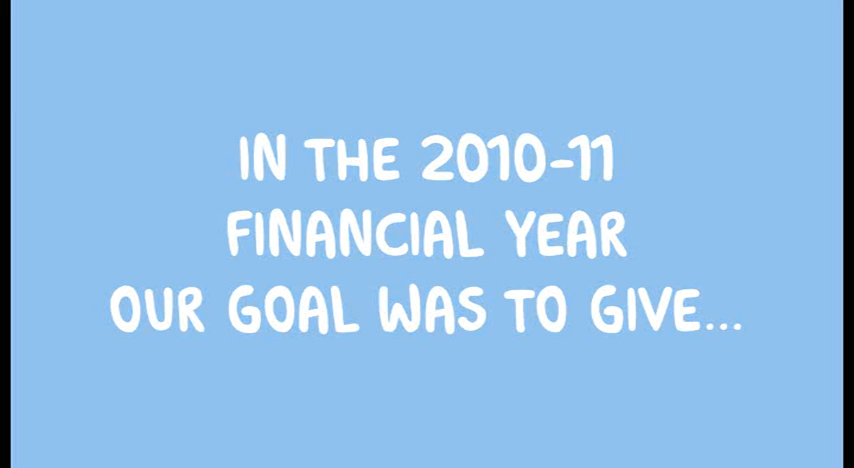 IN THE 2010-11
FINANCIAL YEAR
OUR GOAL WAS TO GIVE...